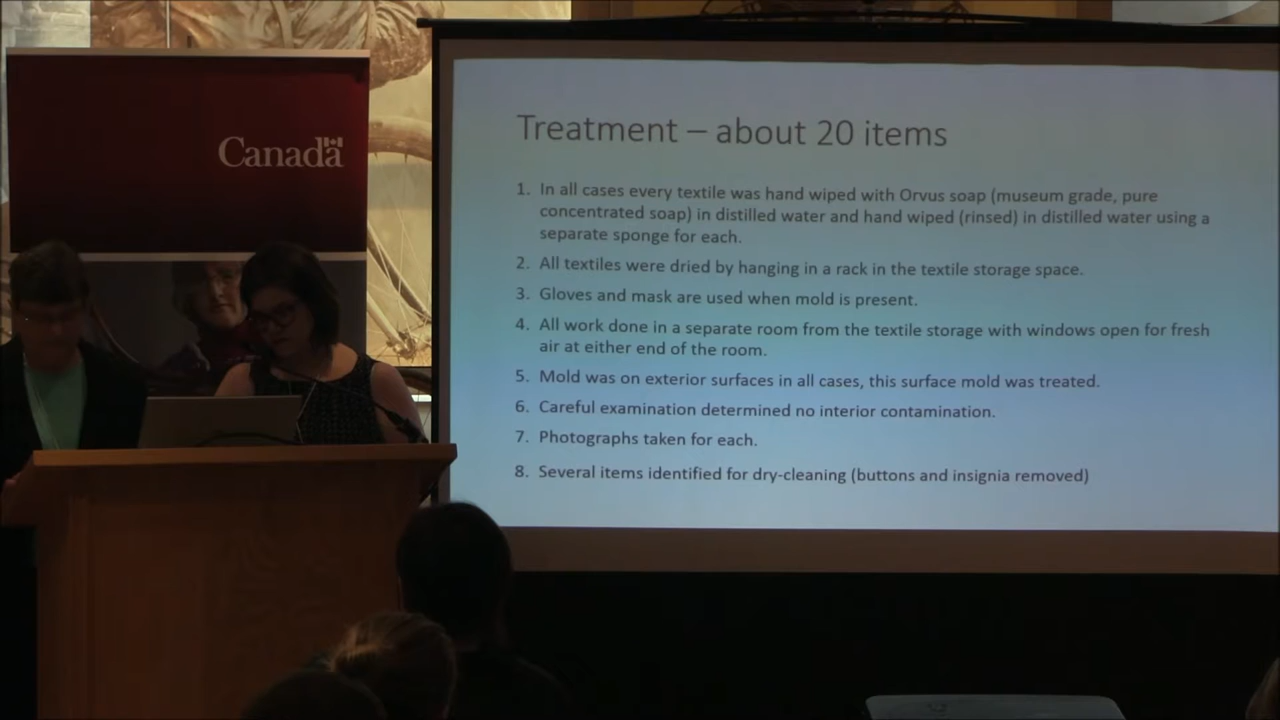 Canada
Treatment – about 20 items
1. In all cases every textile was hand wiped with Orvus soap (museum grade, pure
concentrated soap) in distilled water and hand wiped (rinsed) in distilled water using a
separate sponge for each.
2. All textiles were dried by hanging in a rack in the textile storage space.
3. Gloves and mask are used when mold is present.
4. All work done in a separate room from the textile storage with windows open for fresh
air at either end of the room.
5. Mold was on exterior surfaces in all cases, this surface mold was treated.
6. Careful examination determined no interior contamination.
7. Photographs taken for each.
8. Several items identified for dry-cleaning (buttons and insignia removed)